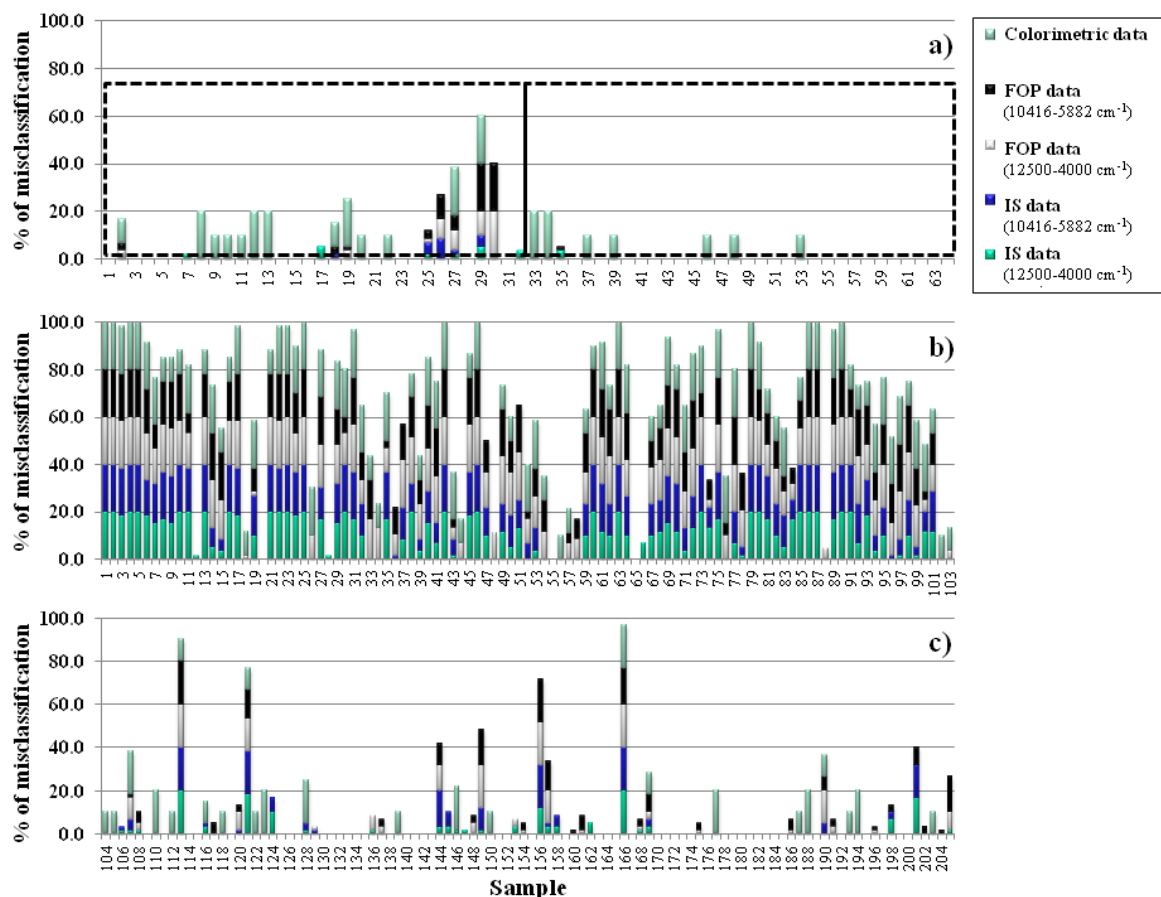 100.0
80.0
60.0
40.0
20.0
0.0
% of misclassification
a)
1 3 5 7 9 11 13 15 17 19 21 23 25 27 29 31 33 35 37 39 41 43 45 47 49 51 53 55 57 59 61 63
Colorimetric data
FOP data
(10416-5882 cm-1)
FOP data
(12500-4000 cm-1)
IS data
(10416-5882 cm-1)
IS data
(12500-4000 cm-1)
100.0
80.0
60.0
40.0
20.0
0.0
% of misclassification
b)
1 3 5 7 9 11 13 15 17 19 21 23 25 27 29 31 33 35 37 39 41 43 45 47 49 51 53 55 57 59 61 63 65 67 69 71 73 75 77 79 81 83 85 87 89 91 93 95 97 99 101 103
100.0
80.0
60.0
40.0
20.0
0.0
% of misclassification
c)
104 106 108 110 112 114 116 118 120 122 124 126 128 130 132 134 136 138 140 142 144 146 148 150 152 154 156 158 160 162 164 166 168 170 172 174 176 178 180 182 184 186 188 190 192 194 196 198 200 202 204
Sample